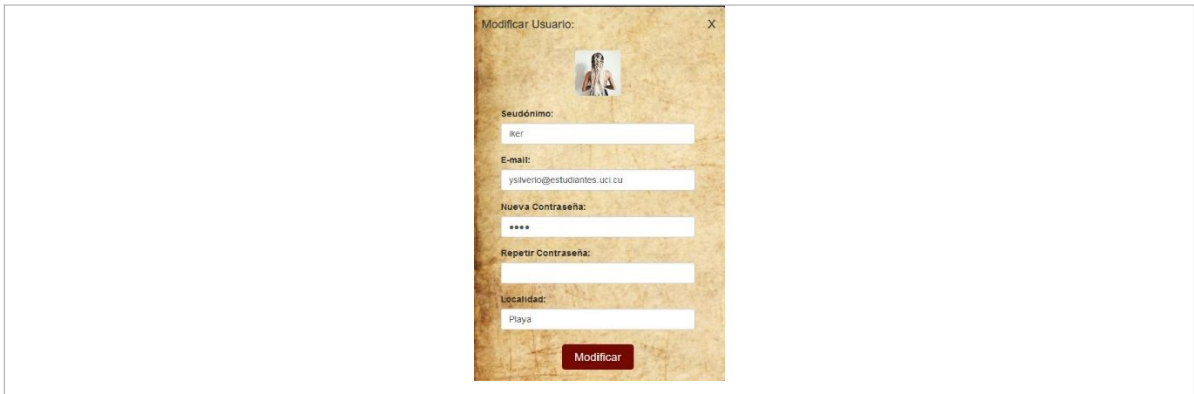 Modificar Usuario: X
Seudónimo:
iker
E-mail:
ysilverio@estudiantes.uci.cu
Nueva Contraseña:
••••
Repetir Contraseña:
Localidad:
Playa
Modificar